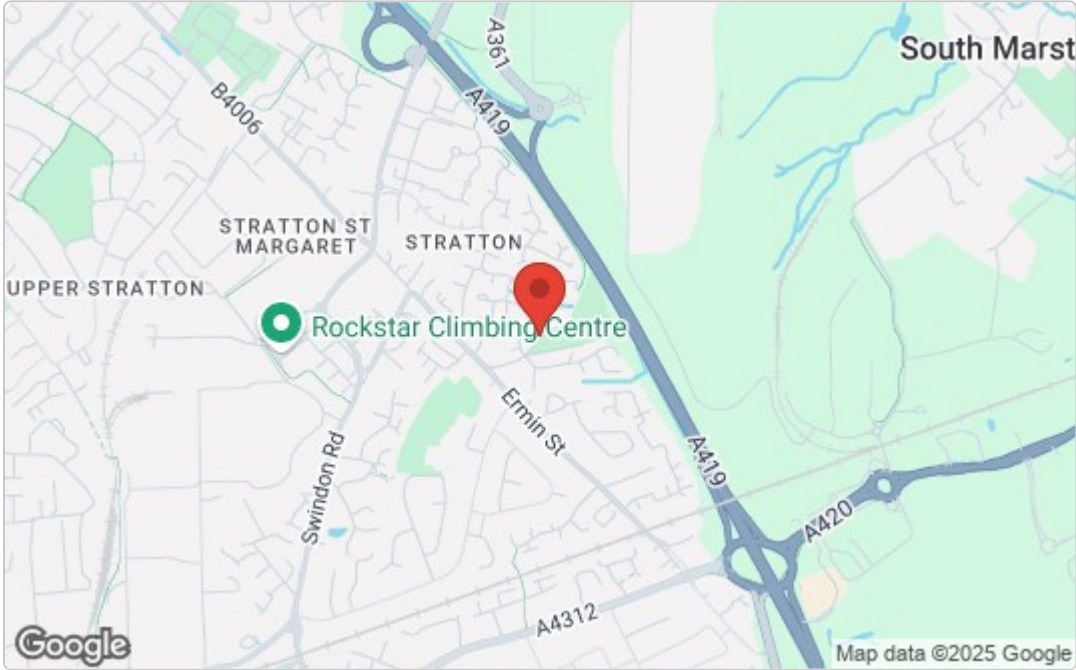 A361
South Marst
B4006
A419
STRATTON ST
MARGARET
STRATTON
UPPER STRATTON
Rockstar Climbing Centre
Ermin St
Swindon Rd
A419
A420
A4312
Google
Map data ©2025 Google